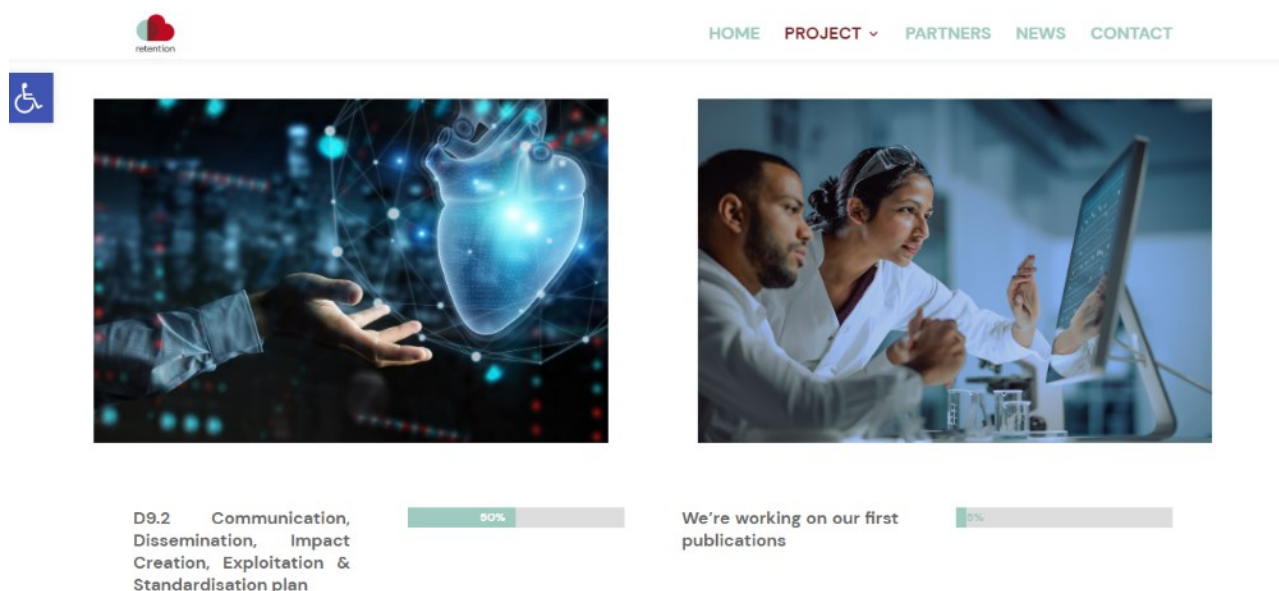 retention
HOME PROJECT PARTNERS NEWS CONTACT
D9.2 Communication,
Dissemination, Impact
Creation, Exploitation &
Standardisation plan
50%
We're working on our first
publications
5%